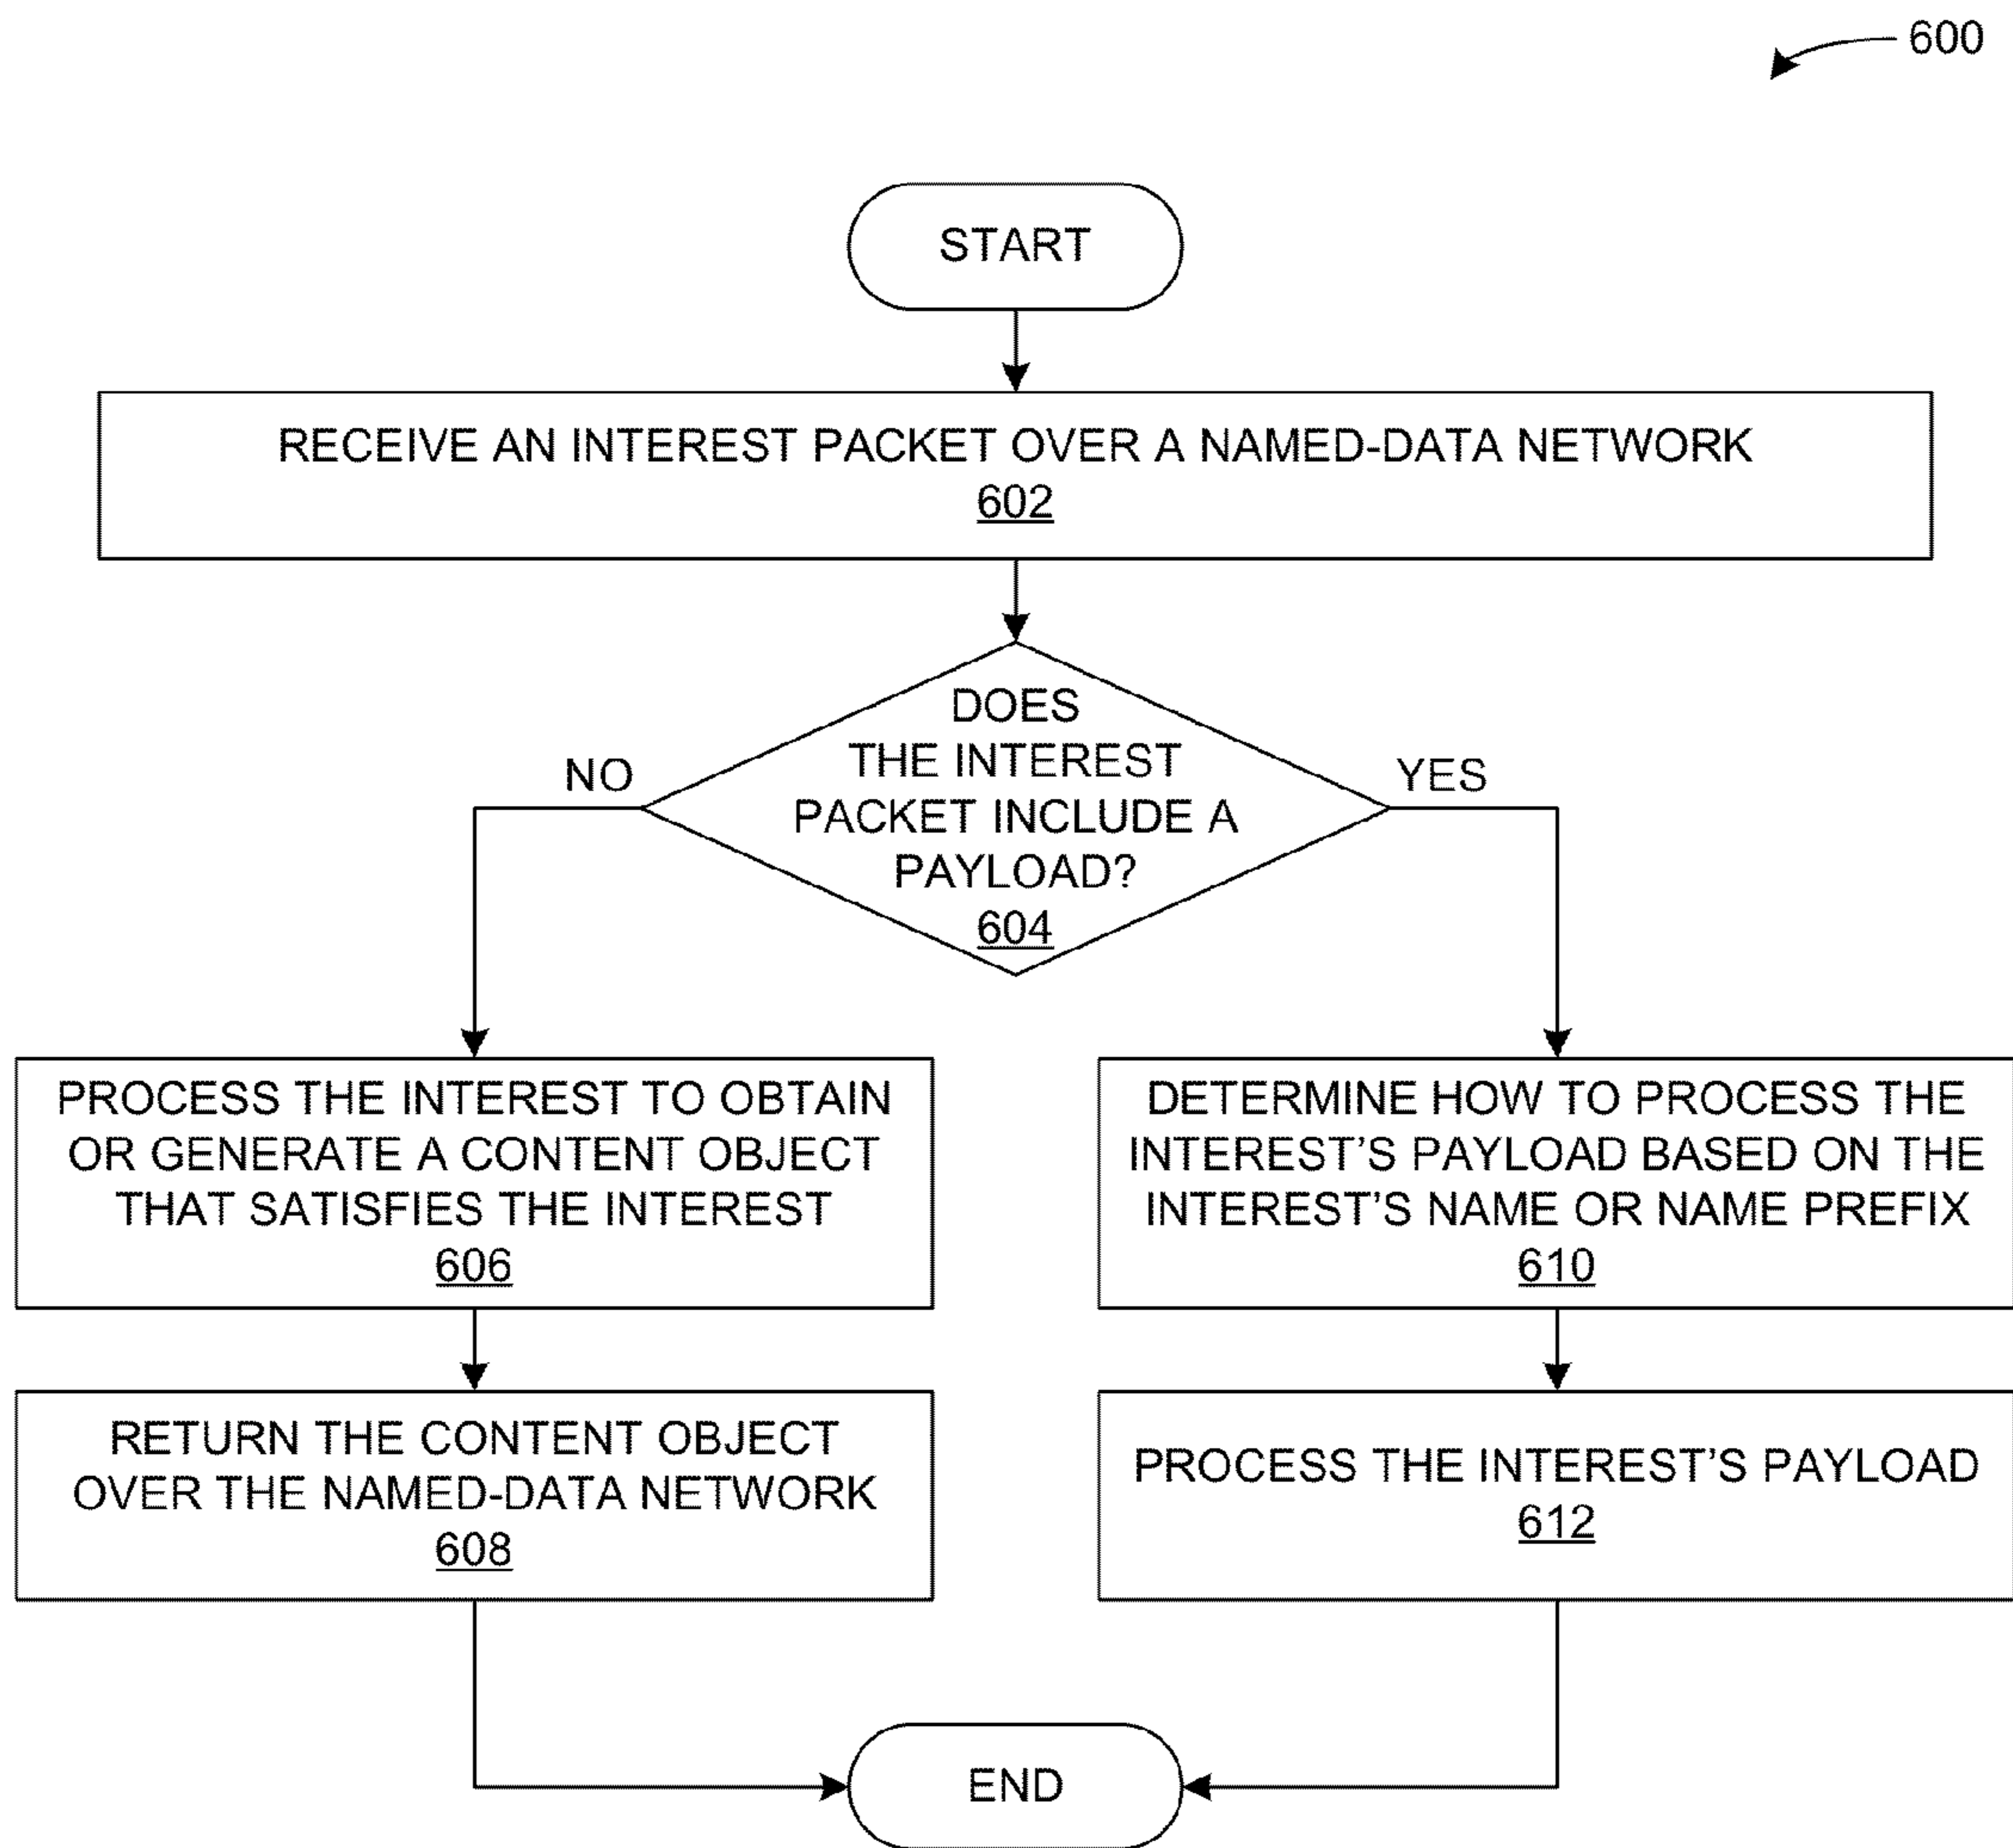 600
START
RECEIVE AN INTEREST PACKET OVER A NAMED-DATA NETWORK
602
DOES
THE INTEREST
PACKET INCLUDE A
PAYLOAD?
604
NO
YES
PROCESS THE INTEREST TO OBTAIN
OR GENERATE A CONTENT OBJECT
THAT SATISFIES THE INTEREST
606
DETERMINE HOW TO PROCESS THE
INTEREST'S PAYLOAD BASED ON THE
INTEREST'S NAME OR NAME PREFIX
610
RETURN THE CONTENT OBJECT
OVER THE NAMED-DATA NETWORK
608
PROCESS THE INTEREST'S PAYLOAD
612
END